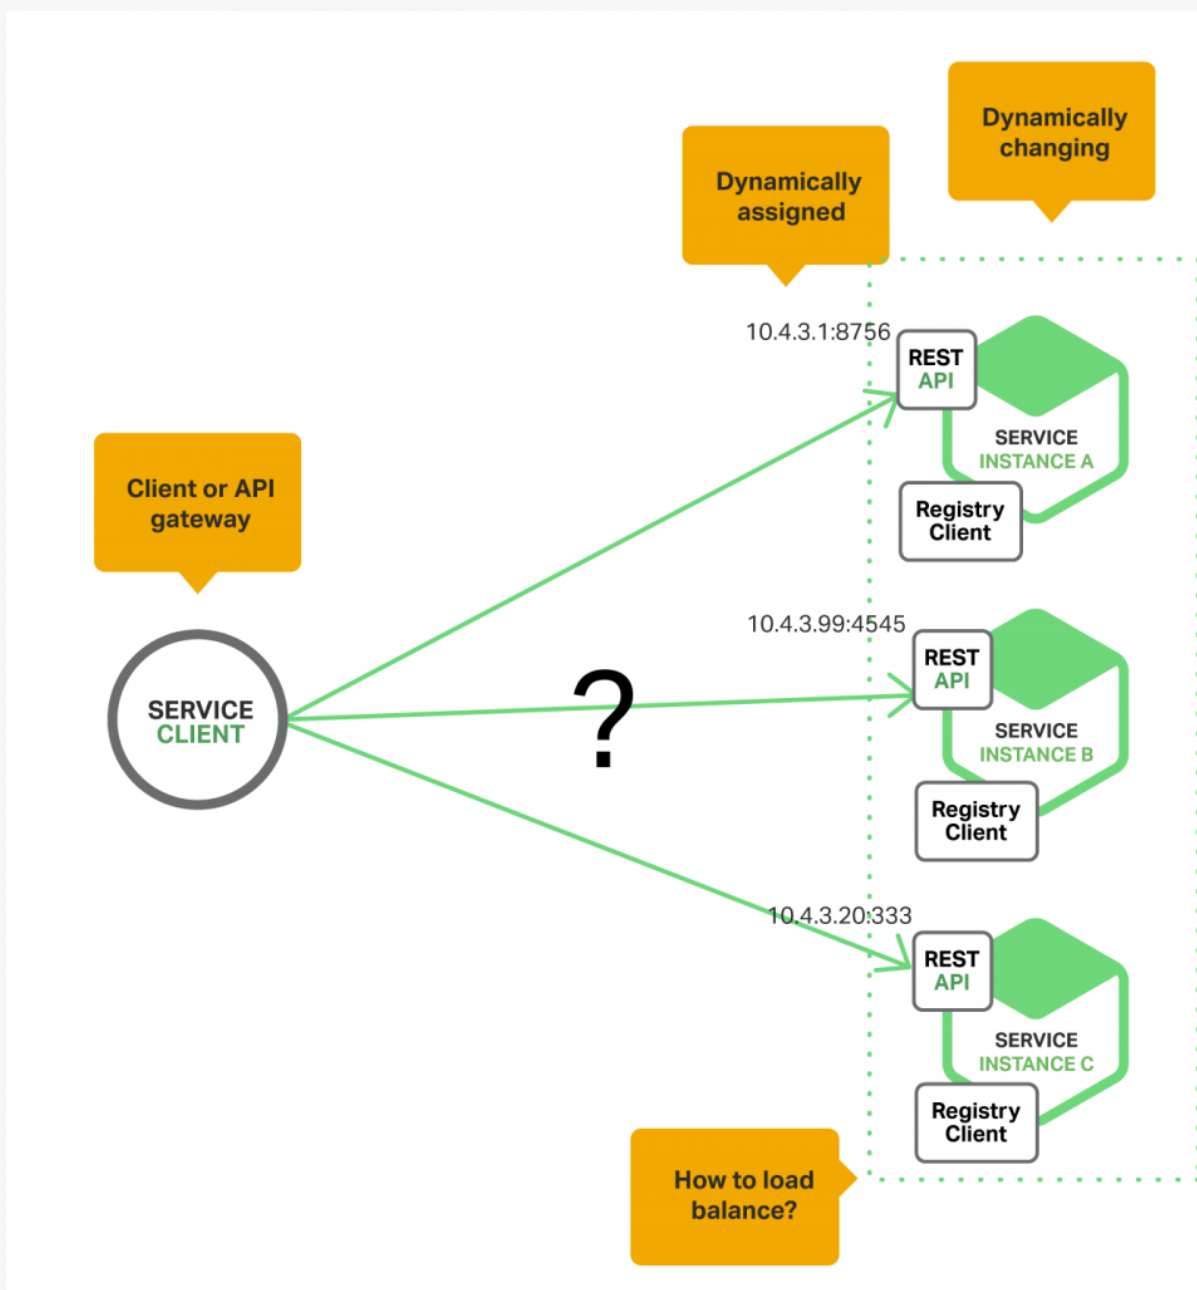 Dynamically
changing
Dynamically
assigned
10.4.3.1:8756
REST
API
SERVICE
INSTANCE A
Registry
Client
Client or API
gateway
10.4.3.99:4545
REST
API
SERVICE
CLIENT
?
SERVICE
INSTANCE B
Registry
Client
10.4.3.20:333
REST
API
SERVICE
INSTANCE C
Registry
Client
How to load
balance?